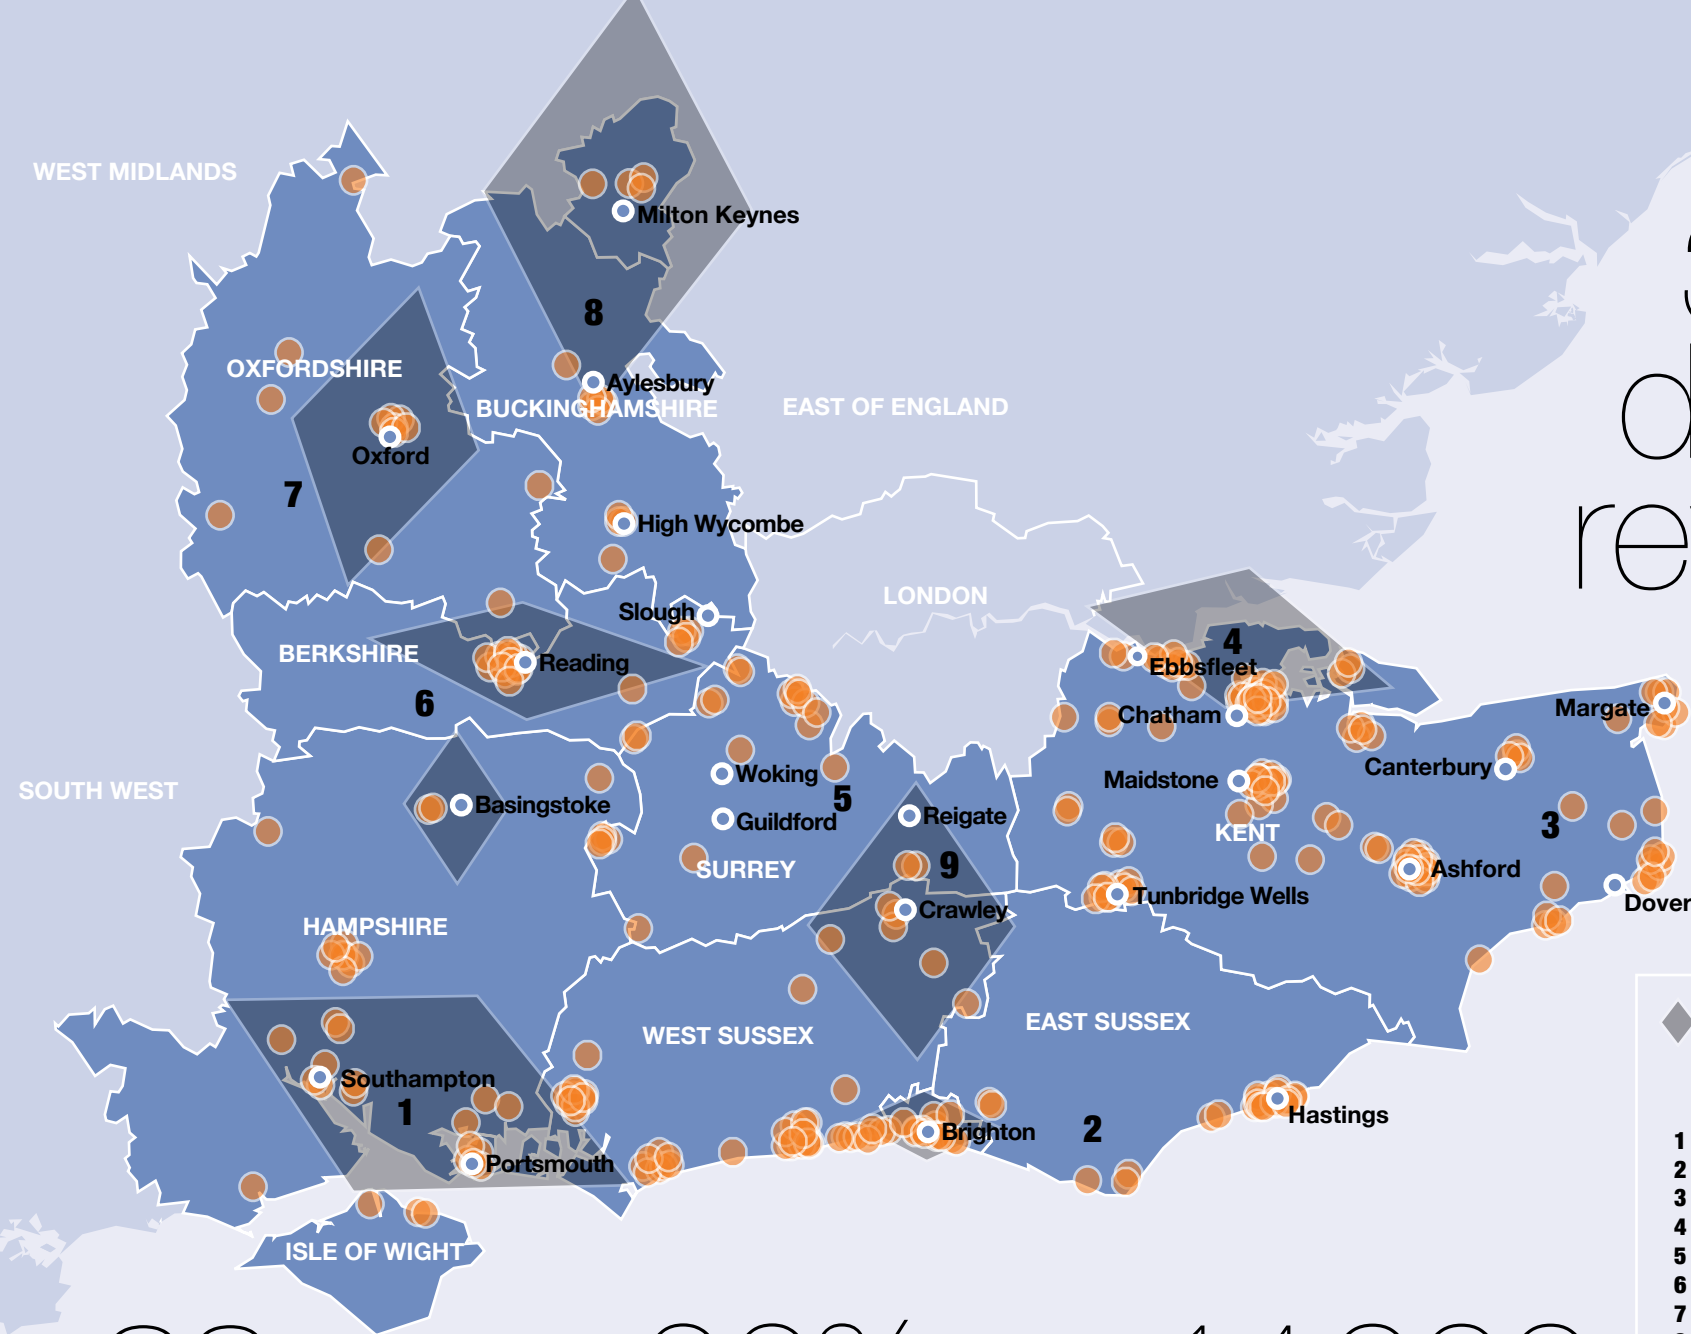 WEST MIDLANDS
Milton Keynes
8
OXFORDSHIRE
Aylesbury
BUCKINGHAMSHIRE
EAST OF ENGLAND
Oxford
7
High Wycombe
LONDON
Slough
BERKSHIRE
Reading
6
4
Ebbsfleet
Chatham
Margate
SOUTH WEST
Woking
Maidstone
Canterbury
Basingstoke
5
Guildford
Reigate
KENT
3
SURREY
9
Ashford
Crawley
Tunbridge Wells
Dover
HAMPSHIRE
WEST SUSSEX
EAST SUSSEX
Southampton
1
Hastings
Brighton
2
Portsmouth
ISLE OF WIGHT
d
re
1
2
3
4
5
6
7